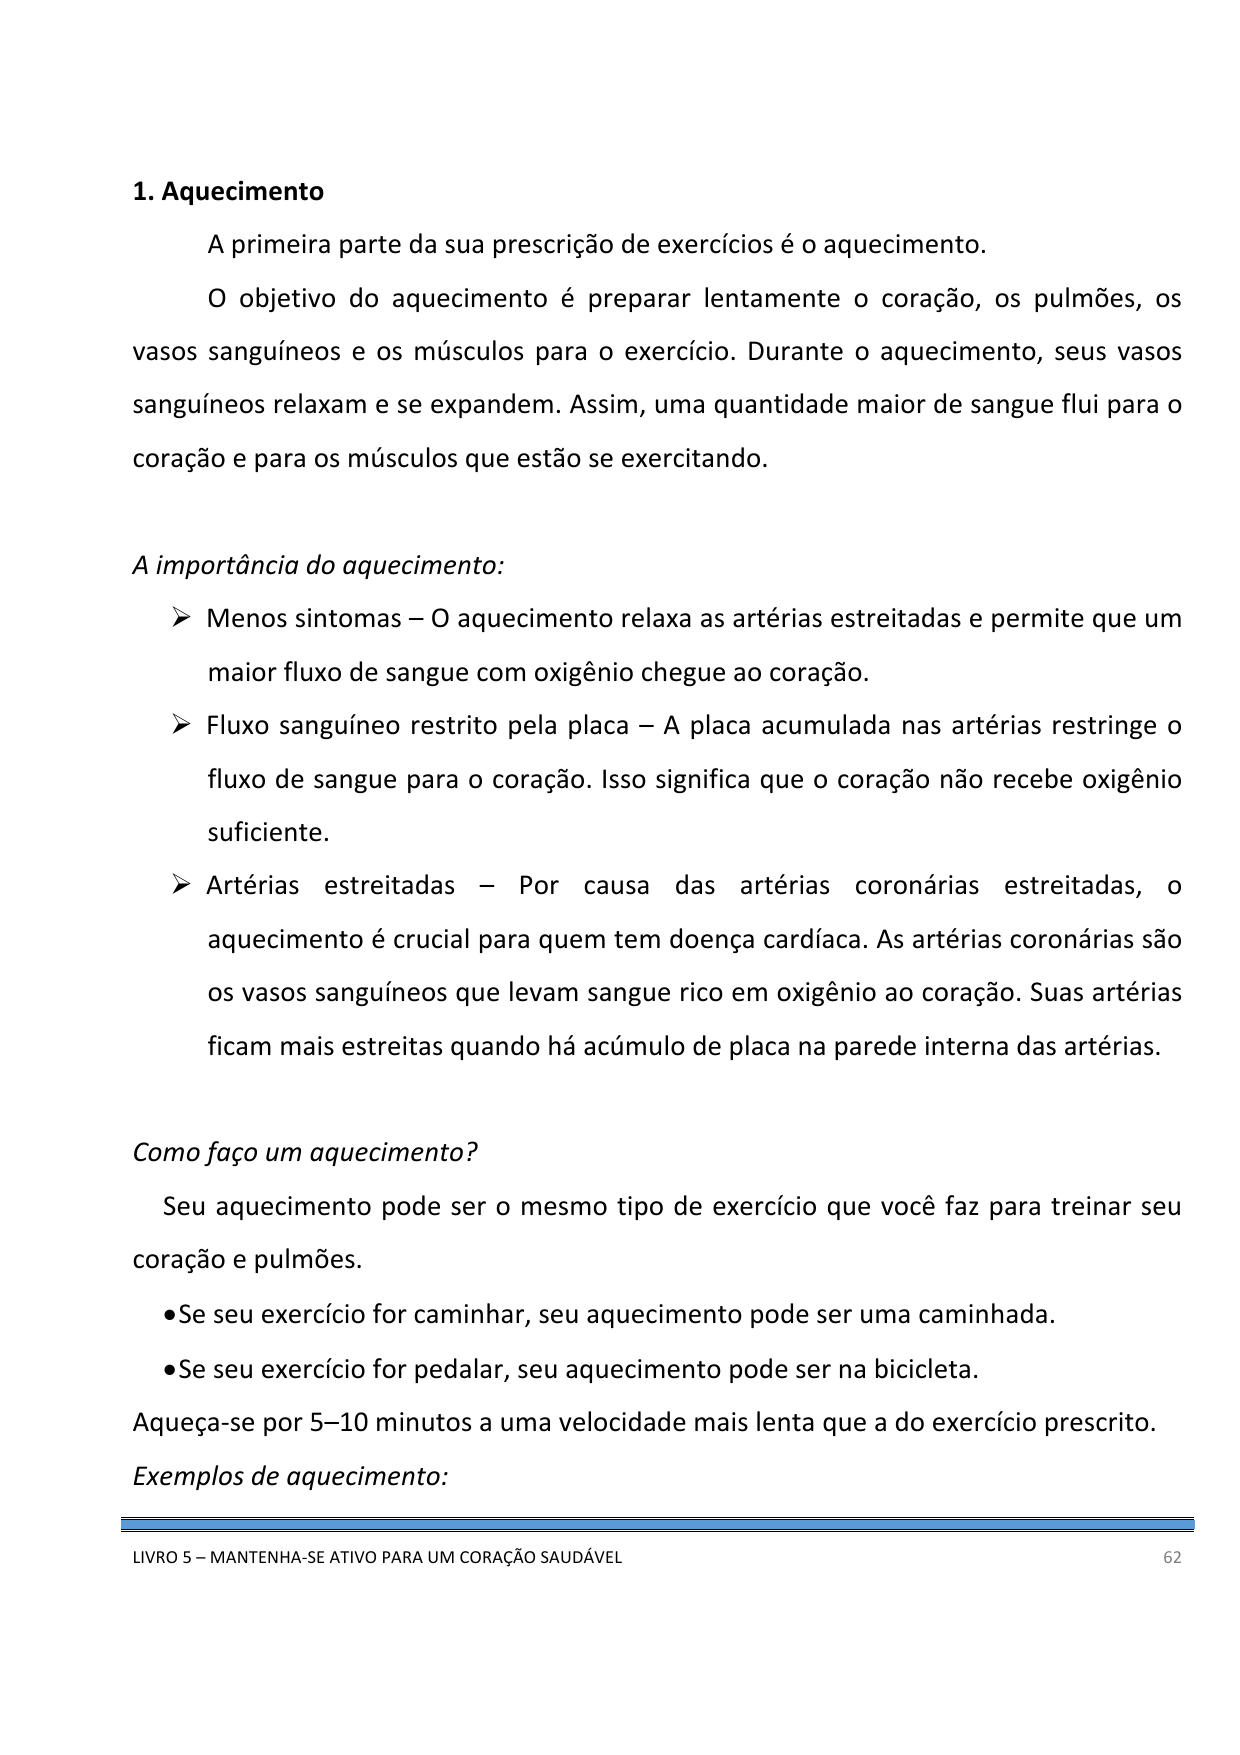 1. Aquecimento
A primeira parte da sua prescrição de exercícios é o aquecimento.
O objetivo do aquecimento é preparar lentamente o coração, os pulmões, os
vasos sanguíneos e os músculos para o exercício. Durante o aquecimento, seus vasos
sanguíneos relaxam e se expandem. Assim, uma quantidade maior de sangue flui para o
coração e para os músculos que estão se exercitando.
A importância do aquecimento:
➢ Menos sintomas – O aquecimento relaxa as artérias estreitadas e permite que um
maior fluxo de sangue com oxigênio chegue ao coração.
➢ Fluxo sanguíneo restrito pela placa – A placa acumulada nas artérias restringe o
fluxo de sangue para o coração. Isso significa que o coração não recebe oxigênio
suficiente.
➢ Artérias estreitadas – Por causa das artérias coronárias estreitadas, o
aquecimento é crucial para quem tem doença cardíaca. As artérias coronárias são
os vasos sanguíneos que levam sangue rico em oxigênio ao coração. Suas artérias
ficam mais estreitas quando há acúmulo de placa na parede interna das artérias.
Como faço um aquecimento?
Seu aquecimento pode ser o mesmo tipo de exercício que você faz para treinar seu
coração e pulmões.
•Se seu exercício for caminhar, seu aquecimento pode ser uma caminhada.
•Se seu exercício for pedalar, seu aquecimento pode ser na bicicleta.
Aqueça-se por 5–10 minutos a uma velocidade mais lenta que a do exercício prescrito.
Exemplos de aquecimento:
LIVRO 5 – MANTENHA-SE ATIVO PARA UM CORAÇÃO SAUDÁVEL 62